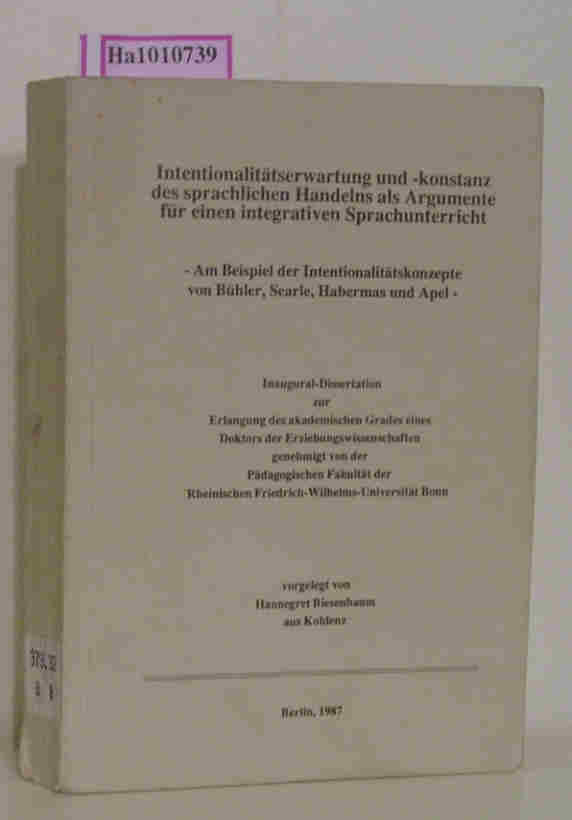 Ha1010739
Intentionalitätserwartung und -konstanz
des sprachlichen Handelns als Argumente
für einen integrativen Sprachunterricht
- Am Beispiel der Intentionalitätskonzepte
von Bühler, Searle, Habermas und Apel -
Inaugural-Dissertation
zur
Erlangung des akademischen Grades eines
Doktors der Erziehungswissenschaften
genehmigt von der
Pädagogischen Fakultät der
Rheinischen Friedrich-Wilhelms-Universität Bonn
vorgelegt von
Hannegret Biesenbaum
aus Koblenz
Berlin, 1987